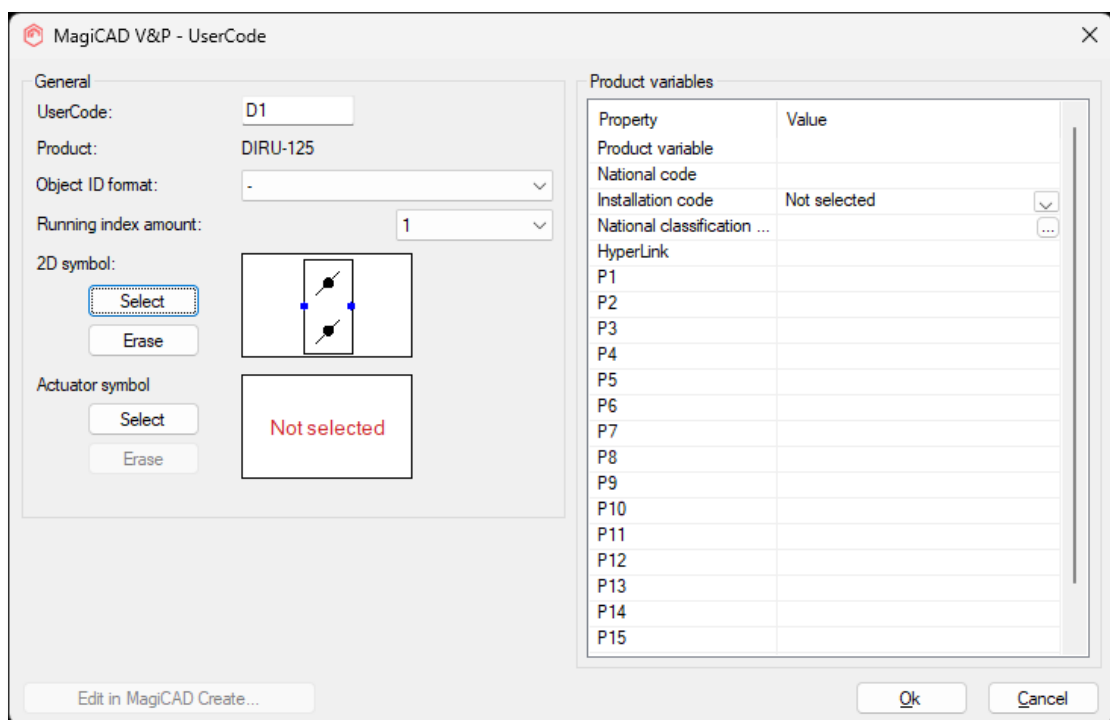 MagiCAD V&P - UserCode
General
UserCode:
D1
Product:
DIRU-125
Object ID format:
-
Running index amount:
1
2D symbol:
Select
Erase
Actuator symbol
Select
Erase
Not selected
Product variables
Property Value
Product variable
National code
Installation code Not selected
National classification ...
...
HyperLink
P1
P2
P3
P4
P5
P6
P7
P8
P9
P10
P11
P12
P13
P14
P15
Edit in MagiCAD Create...
Ok
Cancel